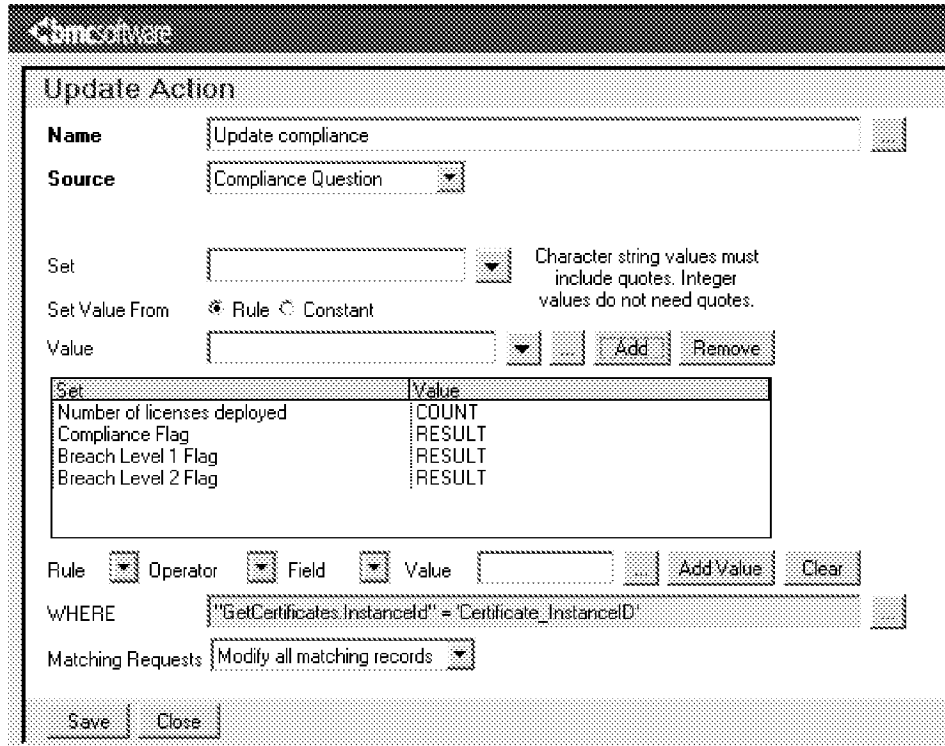 bmcsoftware
Update Action
Name Update compliance ...
Source Compliance Question
Set
Character string values must
include quotes. Integer
values do not need quotes.
Set Value From Rule Constant
Value ... Add Remove
Set Value
Number of licenses deployed COUNT
Compliance Flag RESULT
Breach Level 1 Flag RESULT
Breach Level 2 Flag RESULT
Rule Operator Field Value ... Add Value Clear
WHERE "GetCertificates.InstanceId" = 'Certificate_InstanceID' ...
Matching Requests Modify all matching records
Save Close